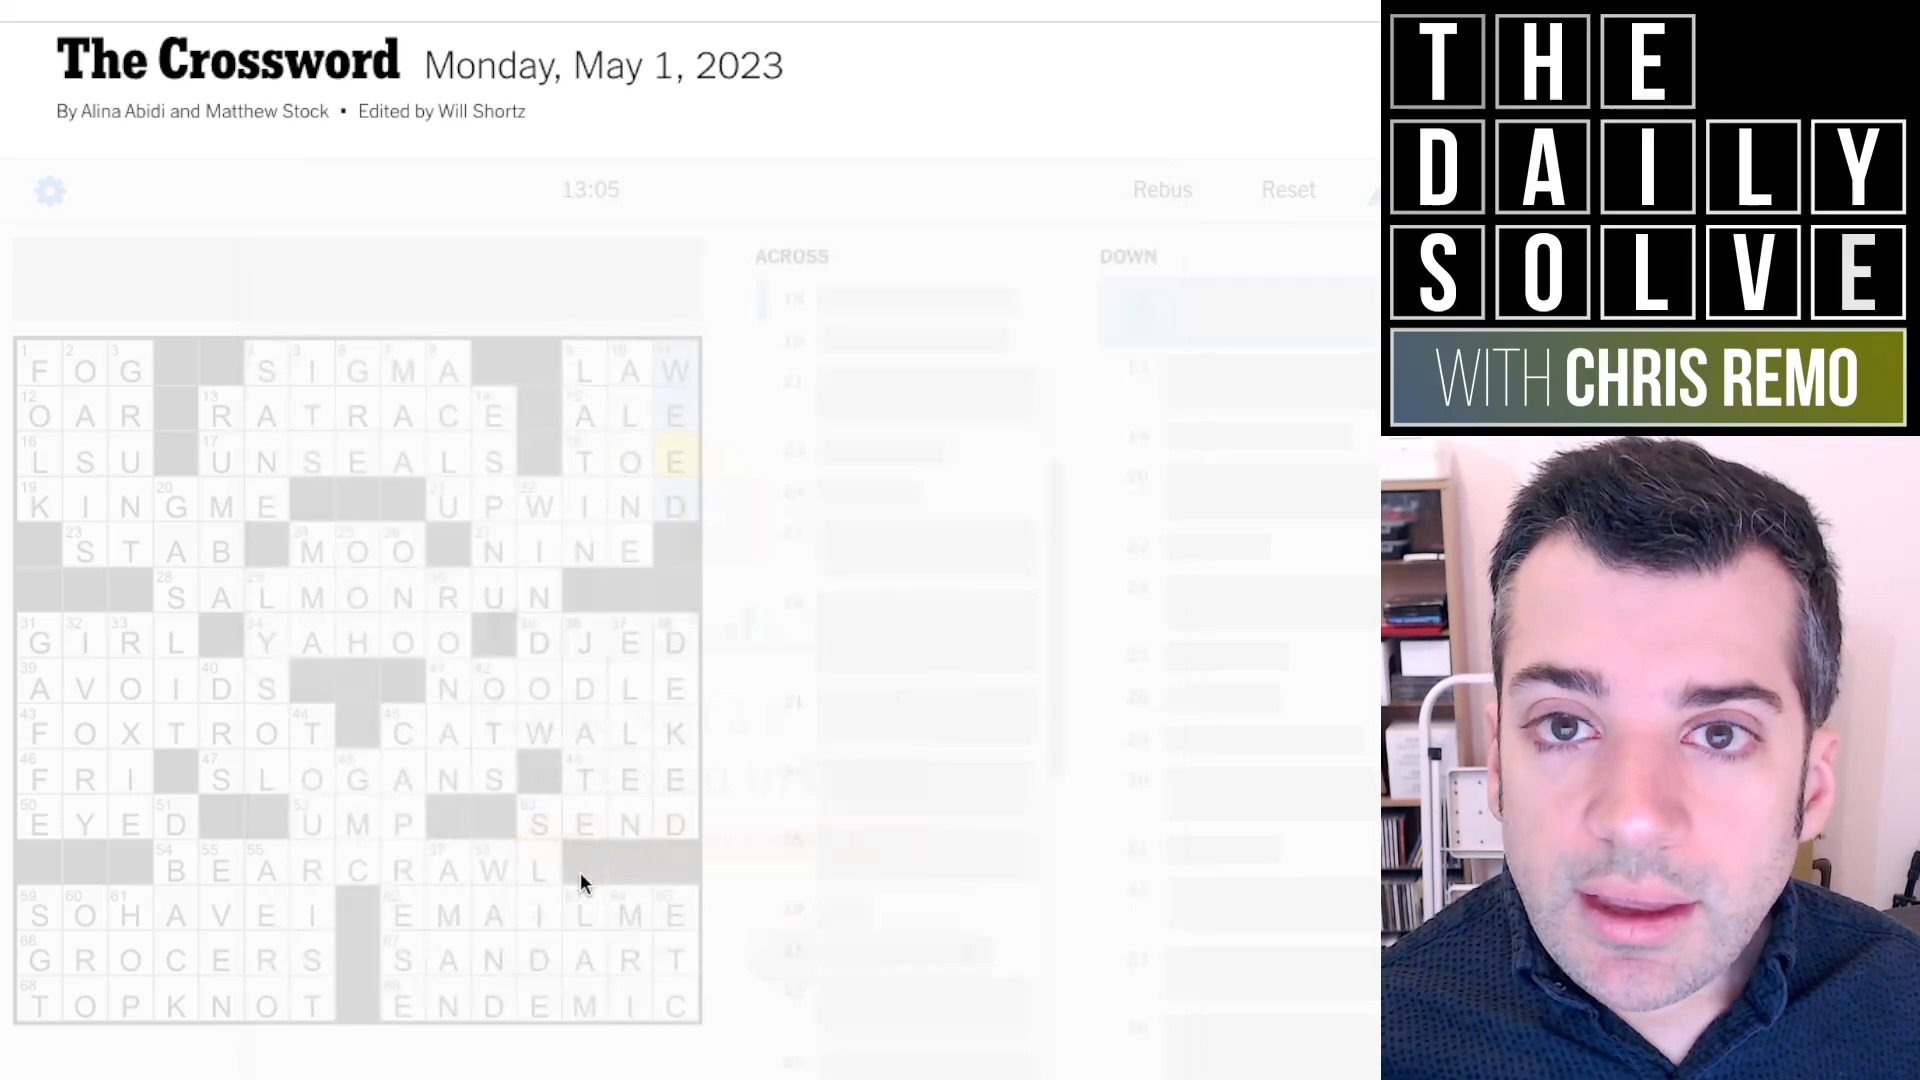 The Crossword Monday, May 1, 2023
By Alina Abidi and Matthew Stock • Edited by Will Shortz
13:05 Rebus Reset
ACROSS DOWN
FOG SIGMA LAW
OAR RATRACE ALE
LSU UNSEALS TOE
KINGME UPWIND
STAB MOO NINE
SALMONRUN
GIRL YAHOO DJED
AVOIDS NOODLE
FOXTROT CATWALK
FRI SLOGANS TEE
EYED UMP SEND
BEARCRAWL
SOHAVEI EMAILME
GROCERS SANDART
TOPKNOT ENDEMIC
THE
DAILY
SOLVE
WITH CHRIS REMO